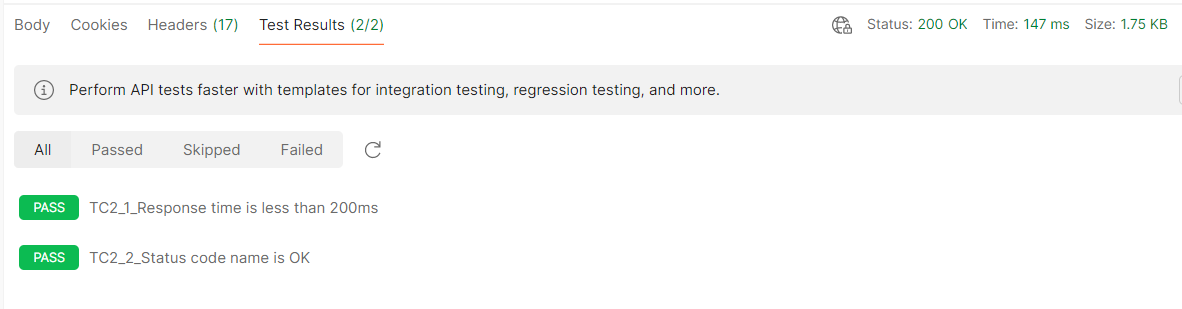 Body Cookies Headers (17) Test Results (2/2) Status: 200 OK Time: 147 ms Size: 1.75 KB
Perform API tests faster with templates for integration testing, regression testing, and more.
All Passed Skipped Failed
PASS TC2_1_Response time is less than 200ms
PASS TC2_2_Status code name is OK